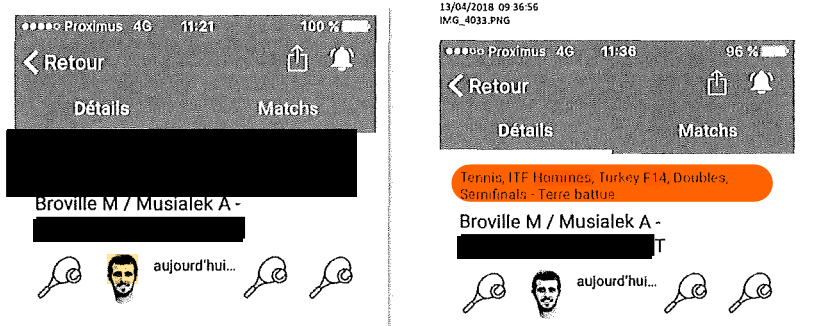 ●●●●○ Proximus 4G 11:21 100 %
Retour
Détails Matchs
Broville M / Musialek A -
aujourd'hui...
13/04/2018 09 36:56
IMG_4033.PNG
●●●○○ Proximus 4G 11:36 96 %
Retour
Détails Matchs
Tennis, ITF Hommes, Turkey F14, Doubles,
Semifinals - Terre battue
Broville M / Musialek A -
T
aujourd'hui...